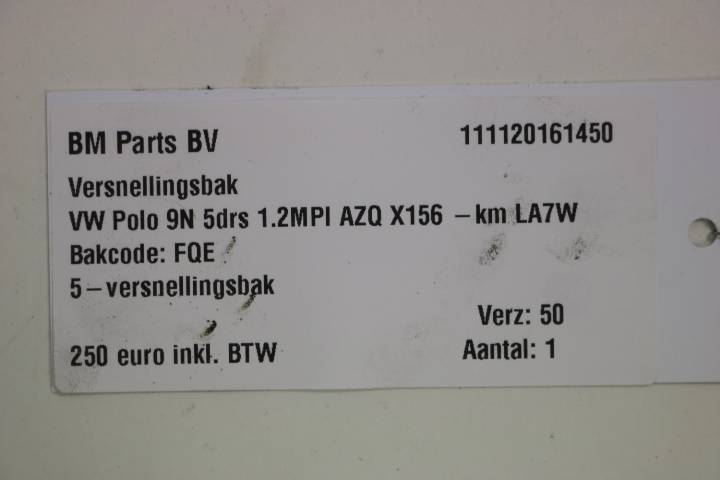 BM Parts BV 111120161450
Versnellingsbak
VW Polo 9N 5drs 1.2MPI AZQ X156 –km LA7W
Bakcode: FQE
5–versnellingsbak
Verz: 50
250 euro inkl. BTW Aantal: 1